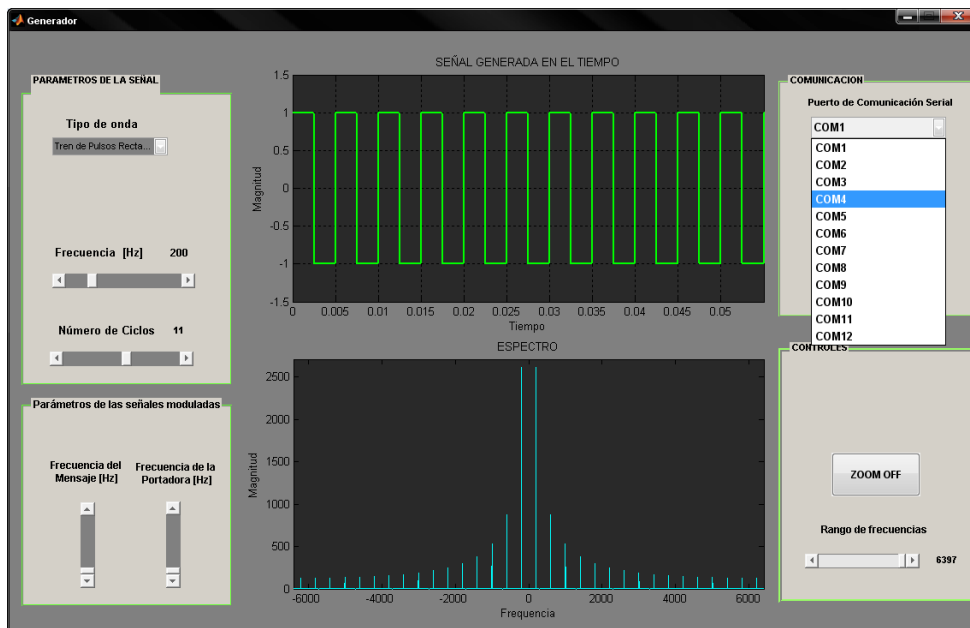 Generador
PARAMETROS DE LA SEÑAL
Tipo de onda
Tren de Pulsos Recta...
Frecuencia [Hz] 200
Número de Ciclos 11
Parámetros de las señales moduladas
Frecuencia del
Mensaje [Hz]
Frecuencia de la
Portadora [Hz]
SEÑAL GENERADA EN EL TIEMPO
Magnitud
1.5
1
0.5
0
-0.5
-1
-1.5
0 0.005 0.01 0.015 0.02 0.025 0.03 0.035 0.04 0.045 0.05
Tiempo
ESPECTRO
Magnitud
2500
2000
1500
1000
500
0
-6000 -4000 -2000 0 2000 4000 6000
Frequencia
COMUNICACION
Puerto de Comunicación Serial
COM1
COM1
COM2
COM3
COM4
COM5
COM6
COM7
COM8
COM9
COM10
COM11
COM12
CONTROLES
ZOOM OFF
Rango de frecuencias
6397